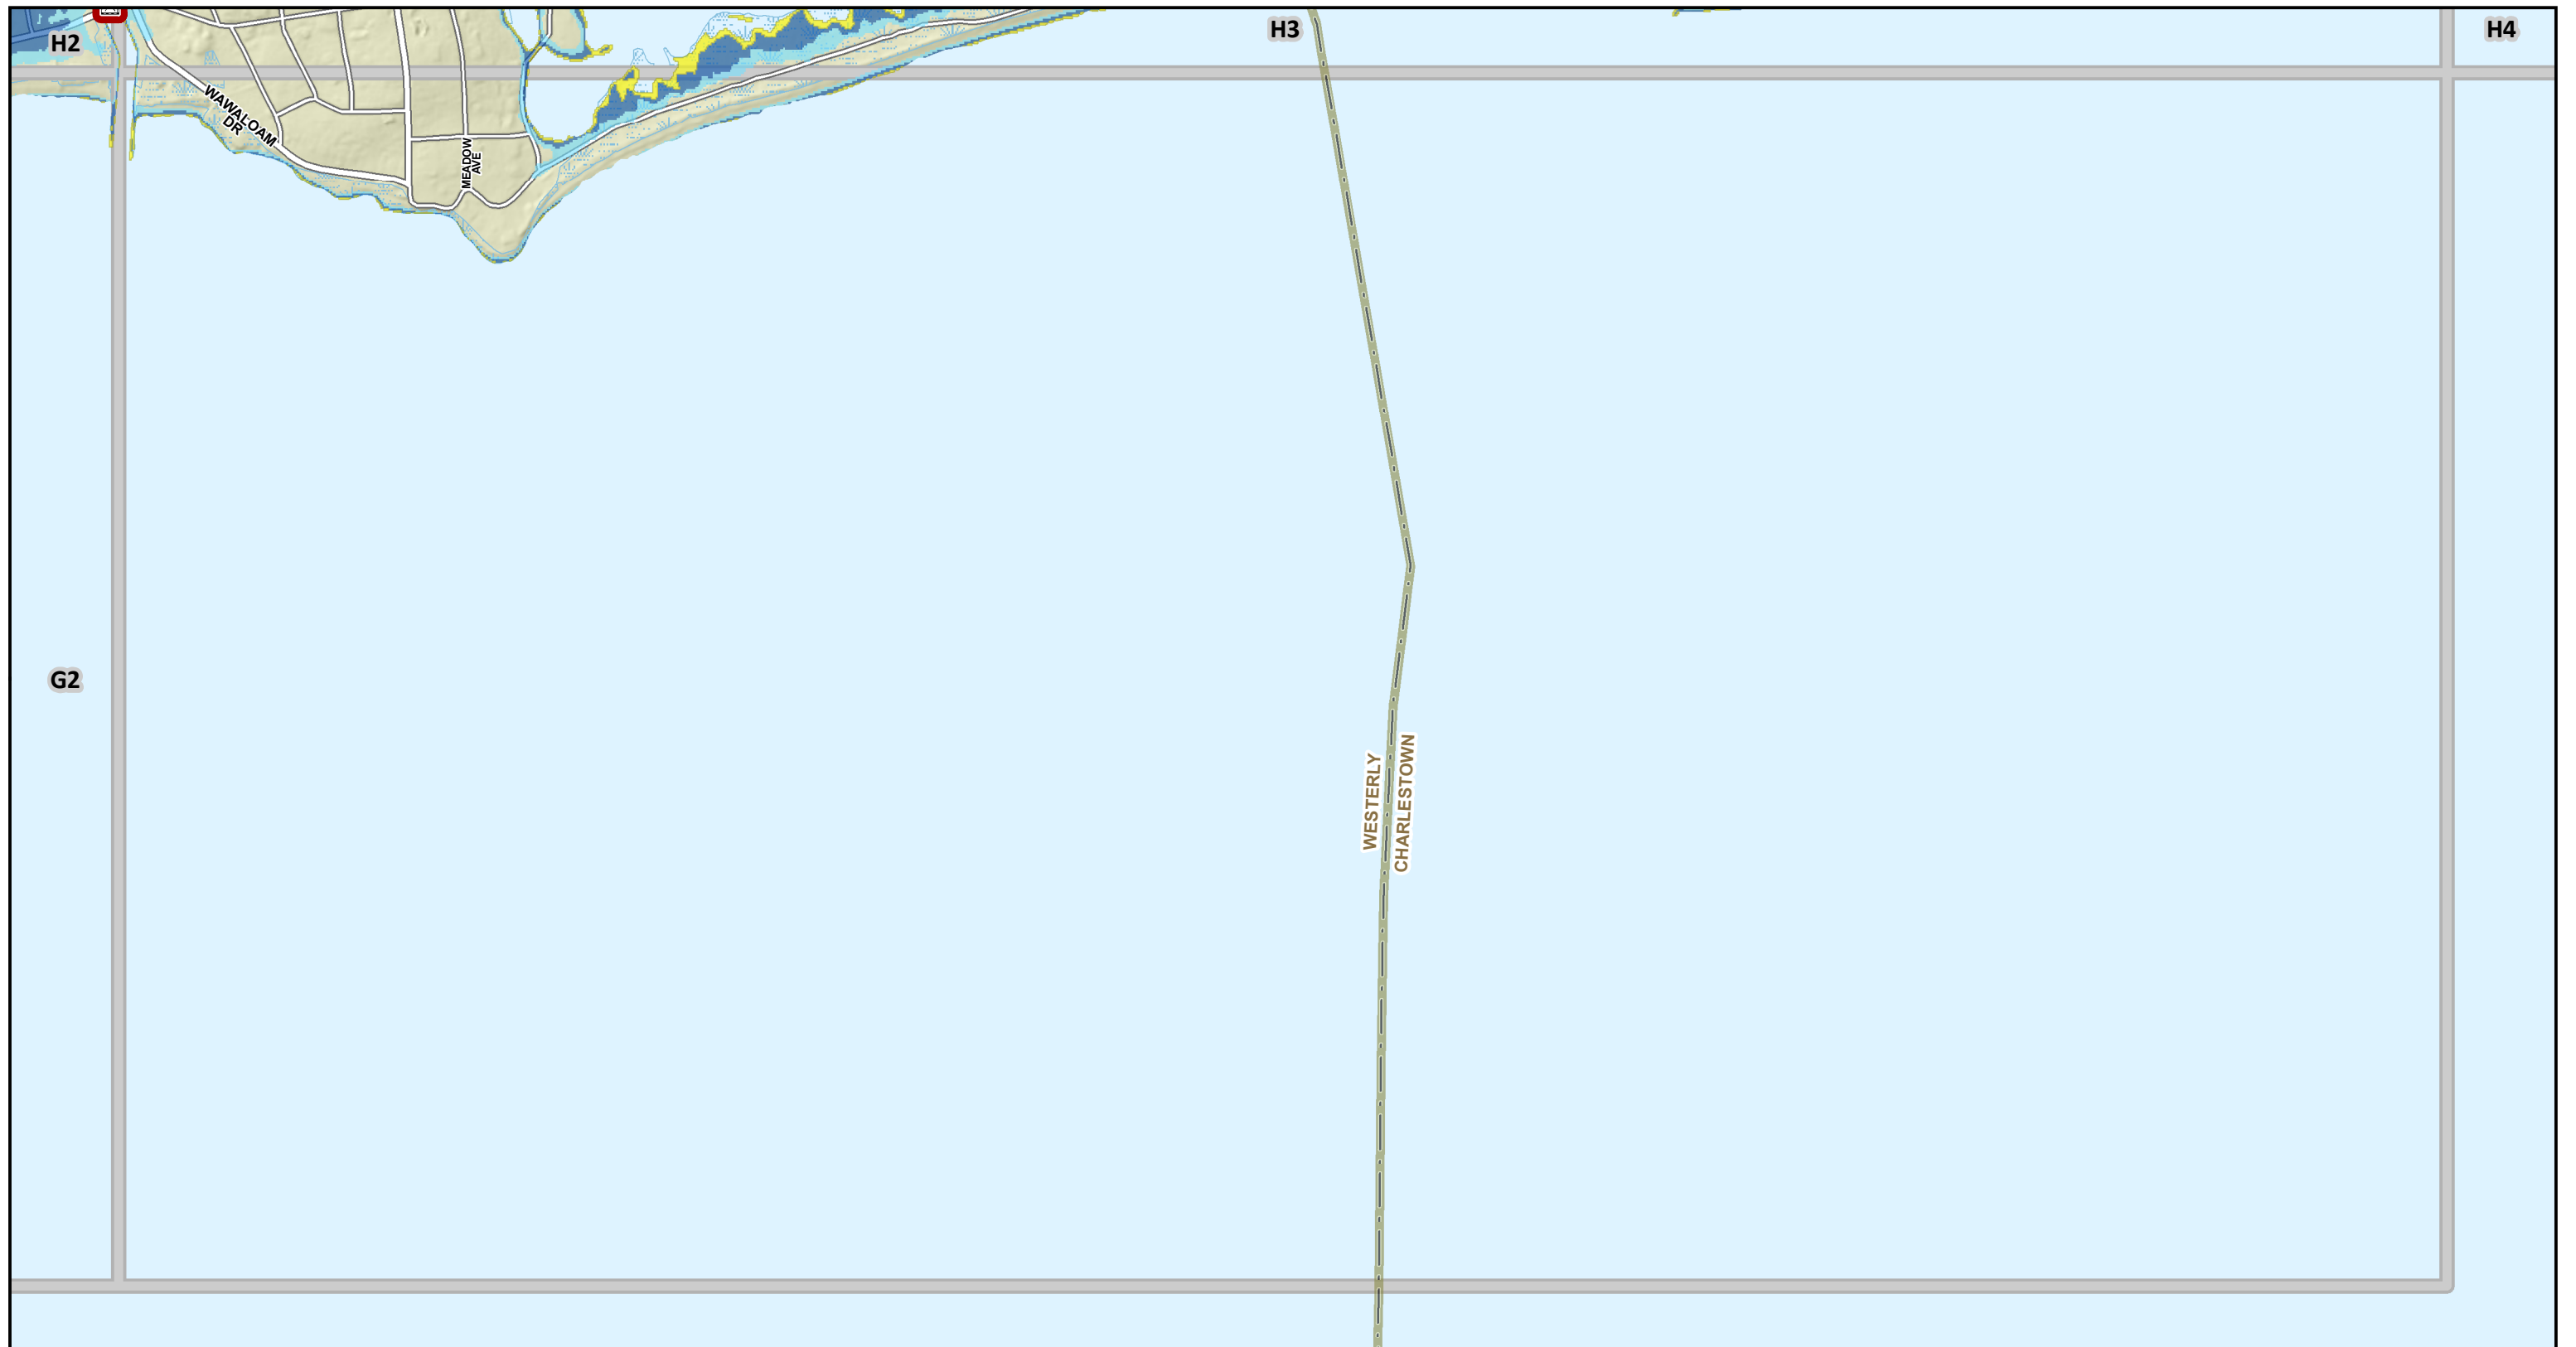 H2
H3
H4
WAWALOAM
DR
MEADOW
AVE
G2
WESTERLY
CHARLESTOWN